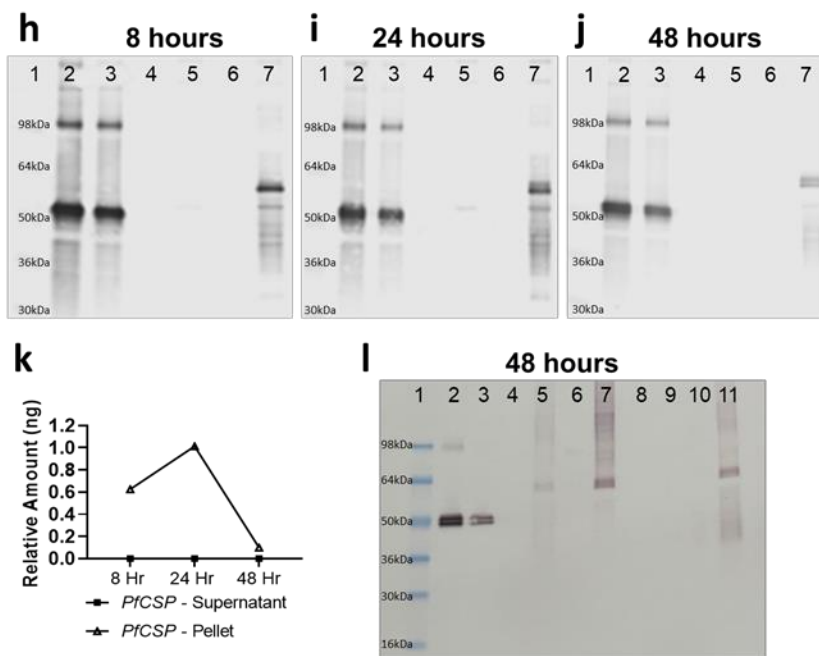 h
8 hours
1 2 3 4 5 6 7
98kDa
64kDa
50kDa
36kDa
30kDa
i
24 hours
1 2 3 4 5 6 7
98kDa
64kDa
50kDa
36kDa
30kDa
j
48 hours
1 2 3 4 5 6 7
98kDa
64kDa
50kDa
36kDa
30kDa
k
Relative Amount (ng)
1.2
1.0
0.8
0.6
0.4
0.2
0.0
8 Hr 24 Hr 48 Hr
PfCSP - Supernatant
PfCSP - Pellet
l
48 hours
1 2 3 4 5 6 7 8 9 10 11
98kDa
64kDa
50kDa
36kDa
30kDa
16kDa